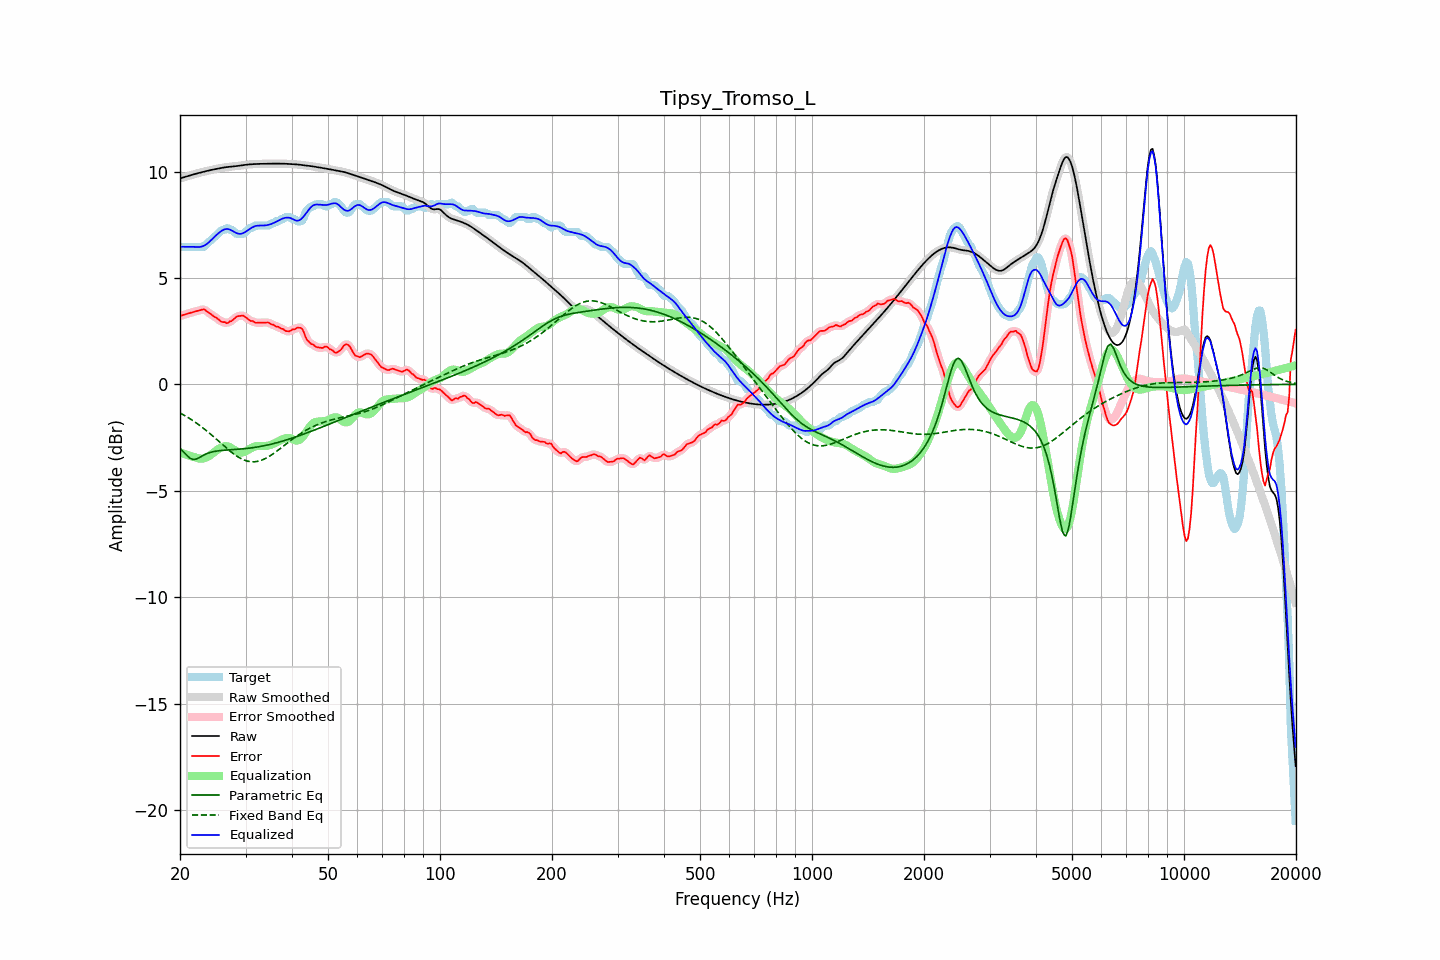 Tipsy_Tromso_L
Amplitude (dBr)
10
5
0
−5
−10
−15
−20
Target
Raw Smoothed
Error Smoothed
Raw
Error
Equalization
Parametric Eq
Fixed Band Eq
Equalized
20 50 100 200 500 1000 2000 5000 10000 20000
Frequency (Hz)